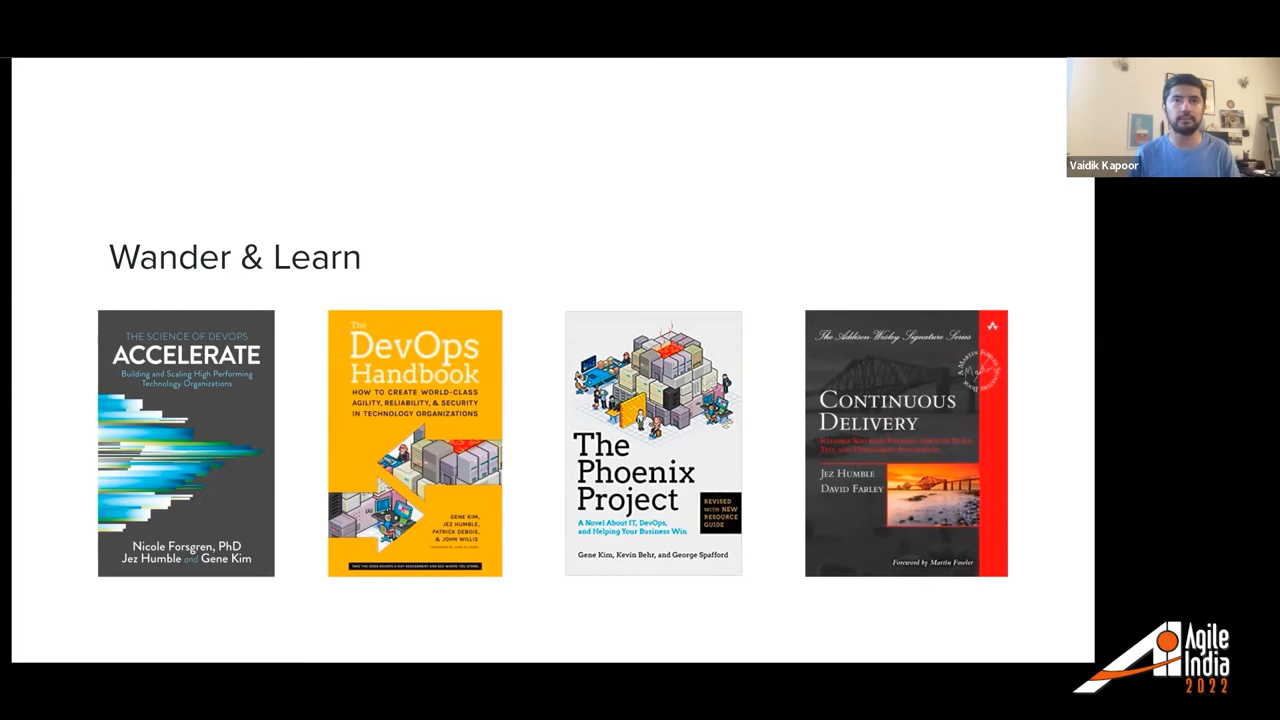 Vaidik Kapoor
Wander & Learn
THE SCIENCE OF DEVOPS
ACCELERATE
Building and Scaling High Performing
Technology Organizations
Nicole Forsgren, PhD
Jez Humble and Gene Kim
The
DevOps
Handbook
HOW TO CREATE WORLD-CLASS
AGILITY, RELIABILITY, & SECURITY
IN TECHNOLOGY ORGANIZATIONS
GENE KIM,
JEZ HUMBLE,
PATRICK DEBOIS,
& JOHN WILLIS
The
Phoenix
Project
A Novel About IT, DevOps,
and Helping Your Business Win
REVISED
WITH NEW
RESOURCE
GUIDE
Gene Kim, Kevin Behr, and George Spafford
The Addison Wesley Signature Series
CONTINUOUS
DELIVERY
JEZ HUMBLE
DAVID FARLEY
Foreword by Martin Fowler
Agile
India
2022